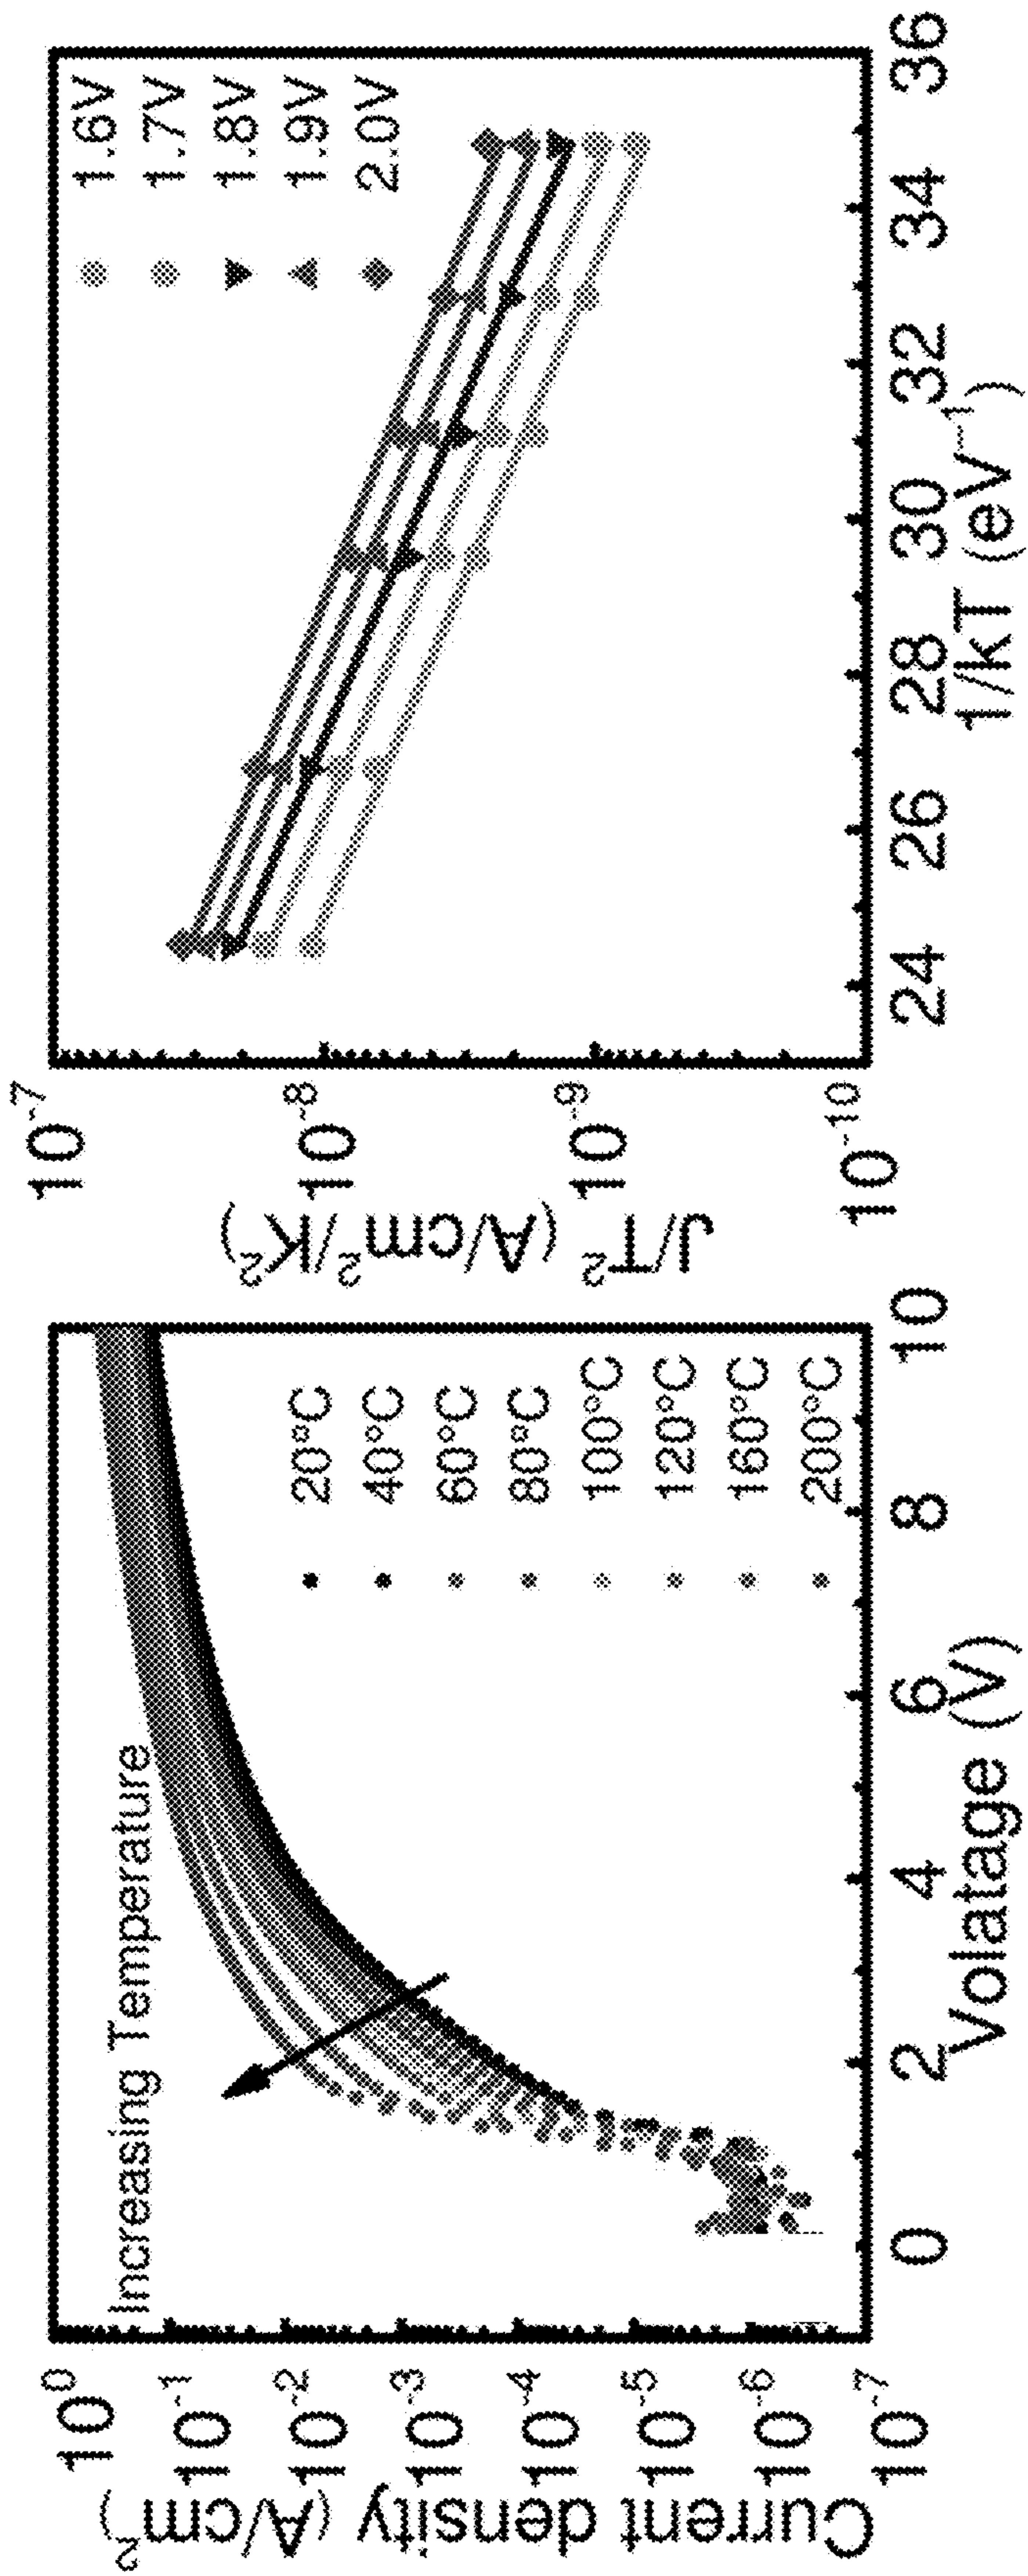 Current density (A/cm²)
10⁰
10⁻¹
10⁻²
10⁻³
10⁻⁴
10⁻⁵
10⁻⁶
10⁻⁷
Increasing Temperature
20°C
40°C
60°C
80°C
100°C
120°C
160°C
200°C
0 2 4 6 8 10
Volatage (V)
J/T² (A/cm²/K²)
10⁻⁷
10⁻⁸
10⁻⁹
10⁻¹⁰
1.6V
1.7V
1.8V
1.9V
2.0V
24 26 28 30 32 34 36
1/kT (eV⁻¹)